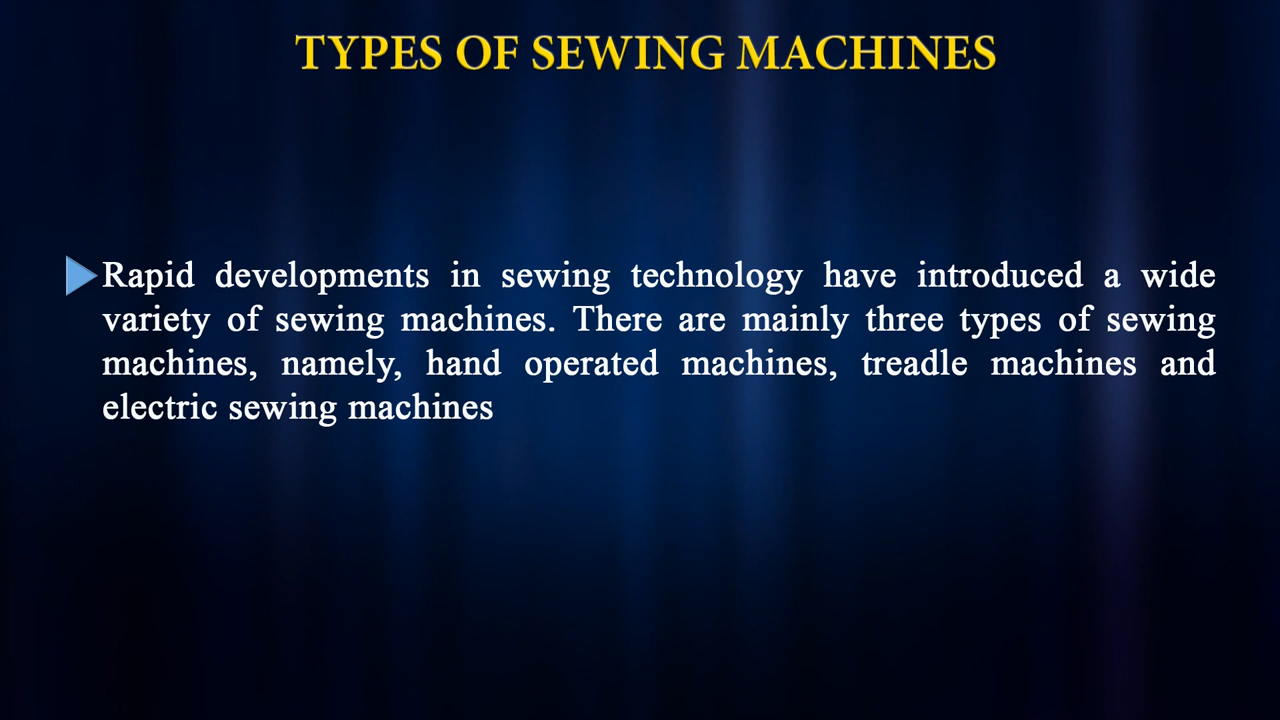 TYPES OF SEWING MACHINES
Rapid developments in sewing technology have introduced a wide
variety of sewing machines. There are mainly three types of sewing
machines, namely, hand operated machines, treadle machines and
electric sewing machines